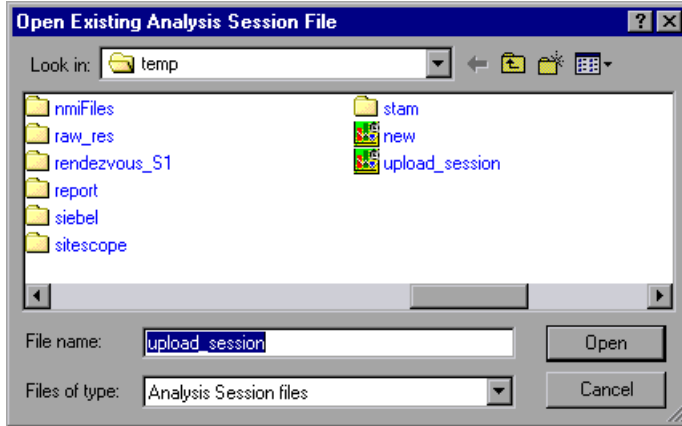 Open Existing Analysis Session File
Look in: temp
nmiFiles
raw_res
rendezvous_S1
report
siebel
sitescope
stam
new
upload_session
File name: upload_session Open
Files of type: Analysis Session files Cancel